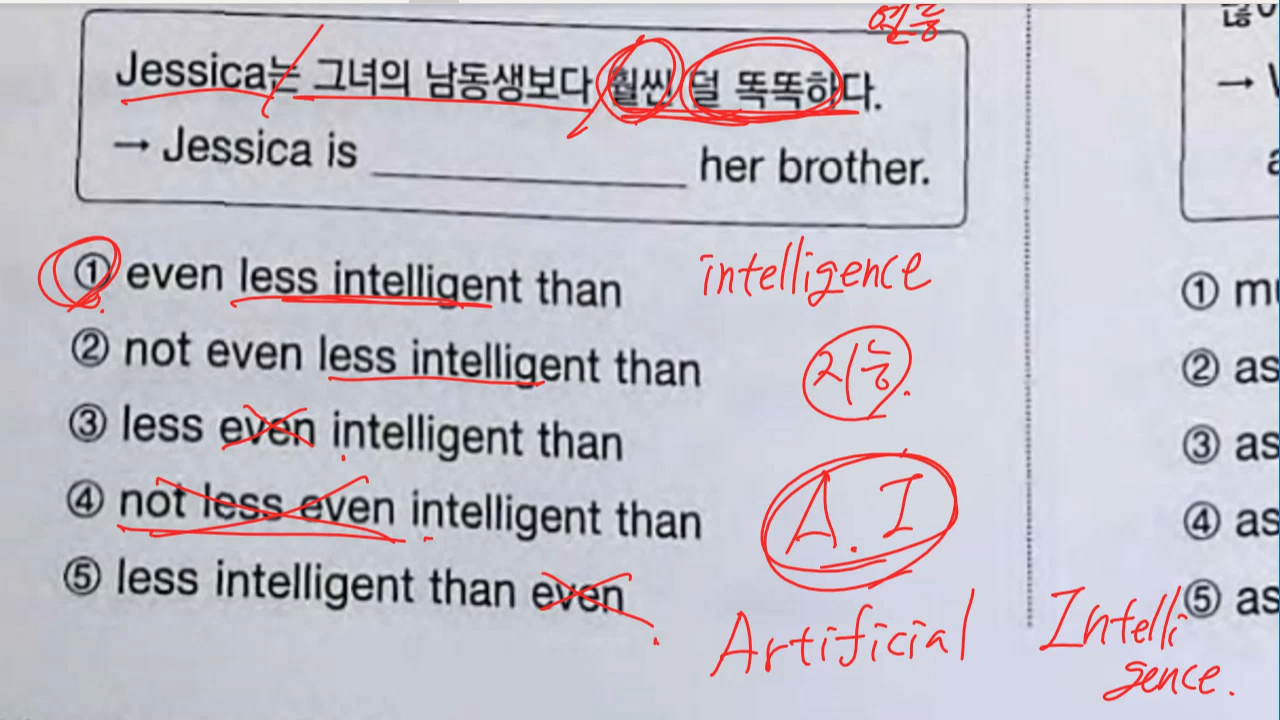 열등
Jessica는 그녀의 남동생보다 훨씬 덜 똑똑하다.
→ Jessica is ______ her brother.
① even less intelligent than
② not even less intelligent than
③ less even intelligent than
④ not less even intelligent than
⑤ less intelligent than even
intelligence
지능.
A.I
Artificial Intelli
gence.
①
② as
③ as
④ as
⑤ as